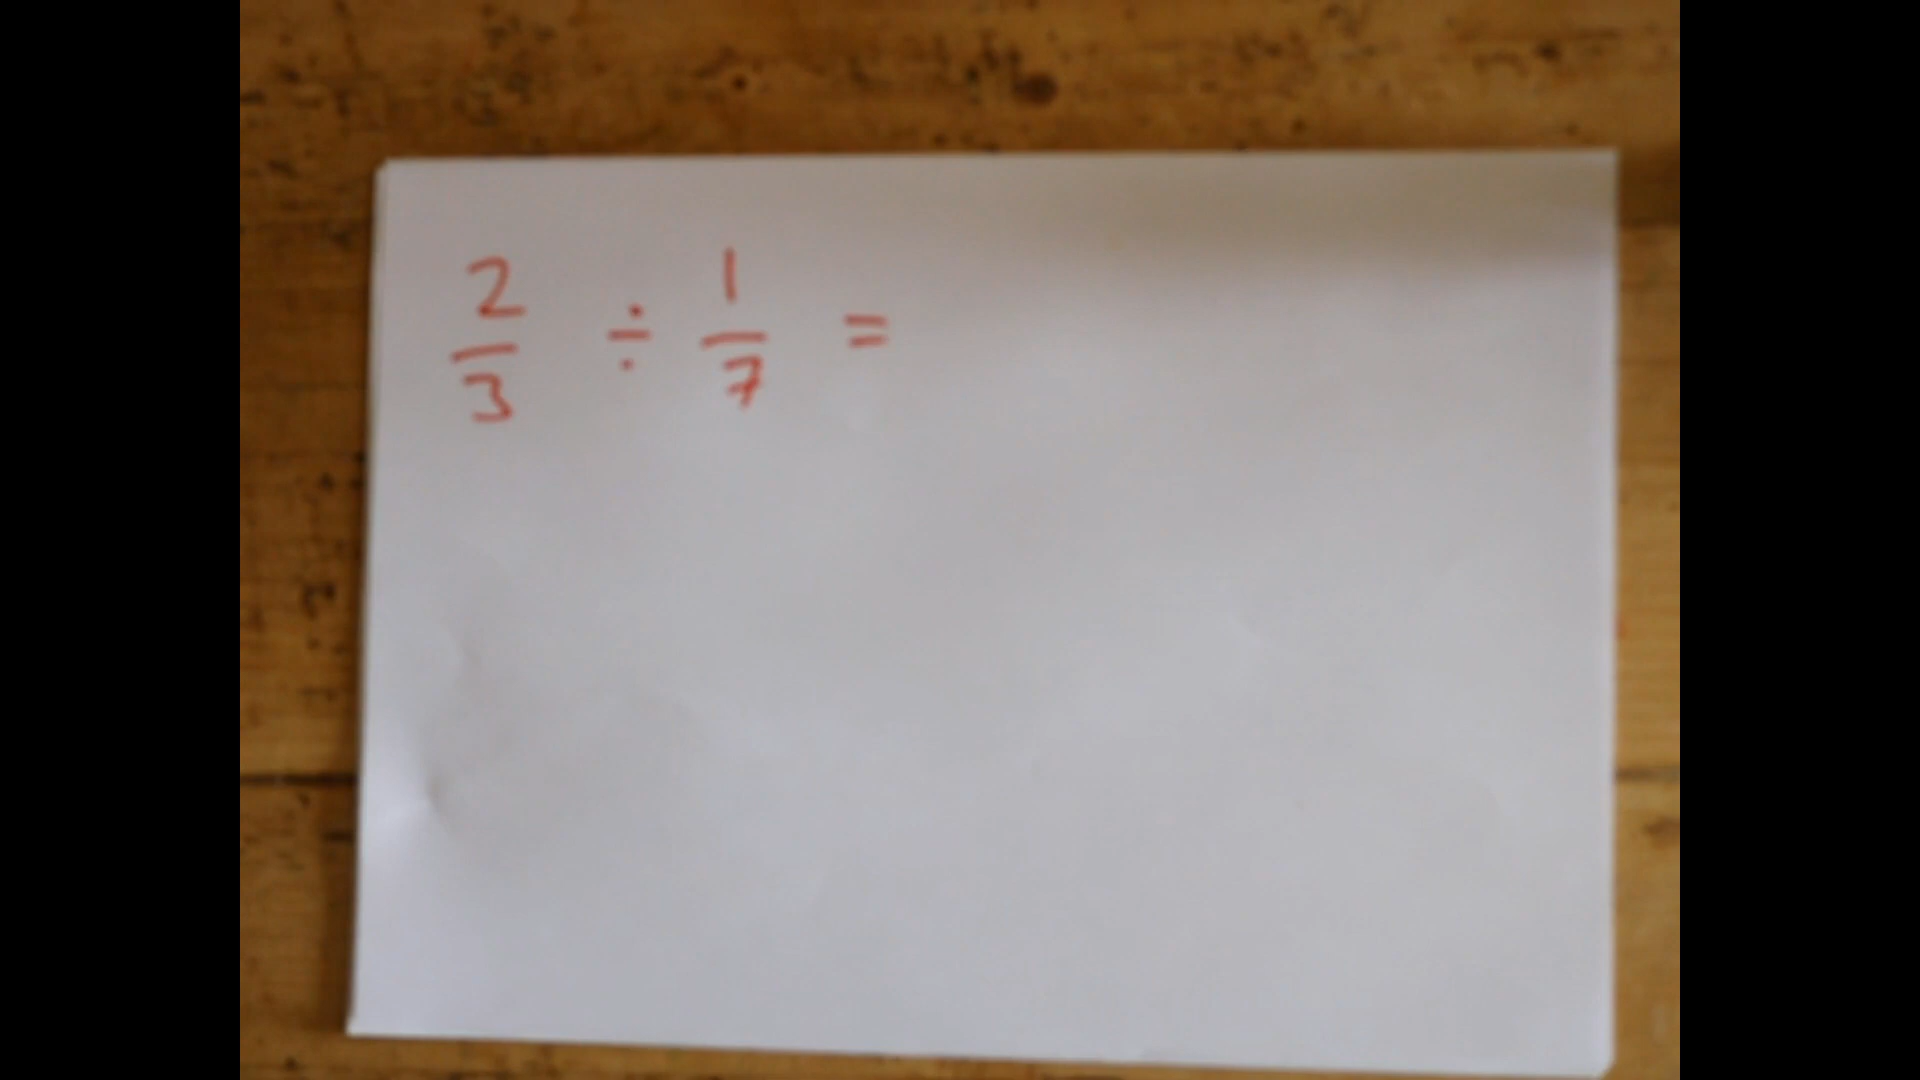 2/3 ÷ 1/7 =